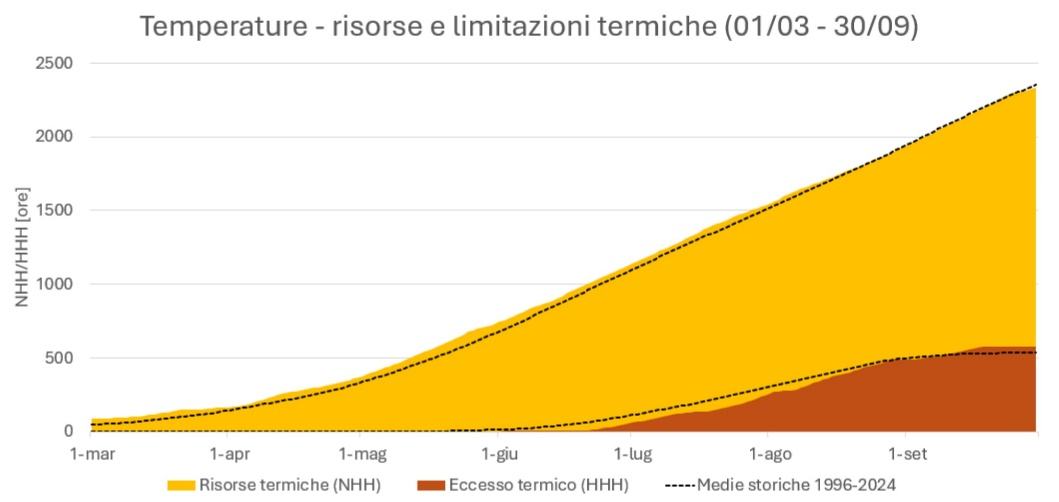 Temperature - risorse e limitazioni termiche (01/03 - 30/09)
NHH/HHH [ore]
2500
2000
1500
1000
500
0
1-mar 1-apr 1-mag 1-giu 1-lug 1-ago 1-set
Risorse termiche (NHH) Eccesso termico (HHH) Medie storiche 1996-2024